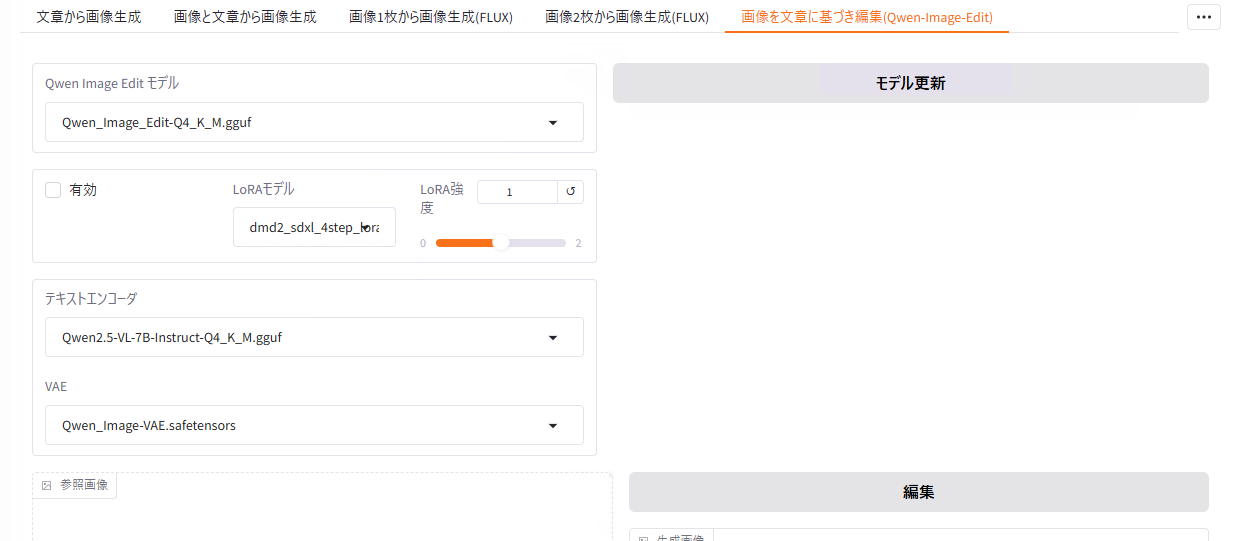 文章から画像生成
画像と文章から画像生成
画像1枚から画像生成(FLUX)
画像2枚から画像生成(FLUX)
画像を文章に基づき編集(Qwen-Image-Edit)
Qwen Image Edit モデル
Qwen_Image_Edit-Q4_K_M.gguf
モデル更新
有効
LoRAモデル
dmd2_sdxl_4step_lora
LoRA強
度
1
0
2
テキストエンコーダ
Qwen2.5-VL-7B-Instruct-Q4_K_M.gguf
VAE
Qwen_Image-VAE.safetensors
参照画像
編集
生成画像